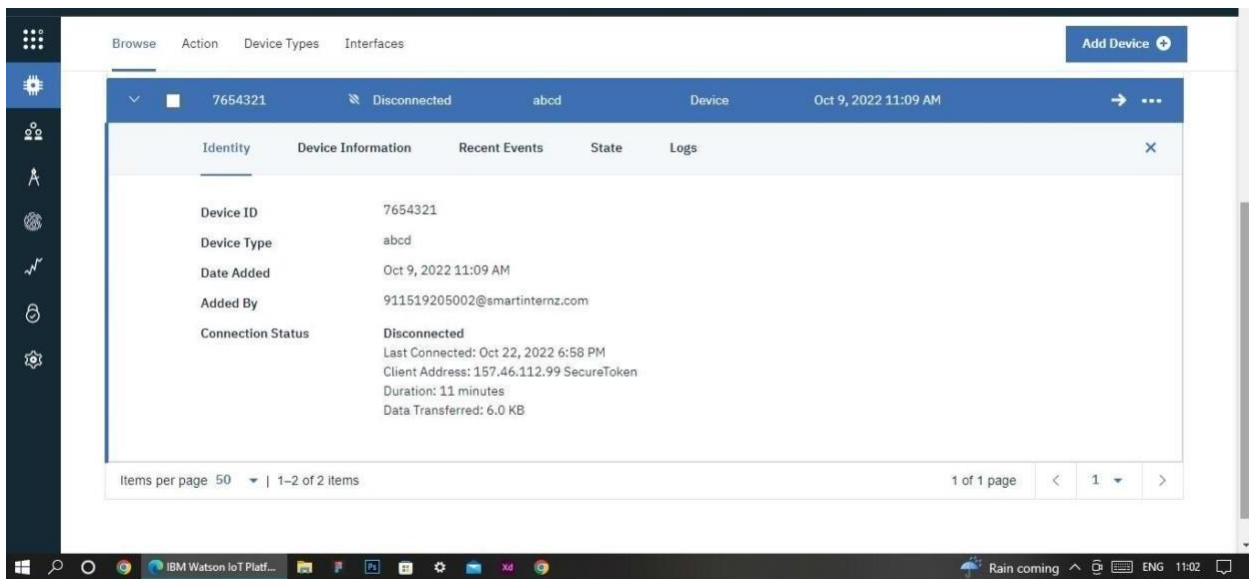 Browse Action Device Types Interfaces Add Device
7654321 Disconnected abcd Device Oct 9, 2022 11:09 AM
Identity Device Information Recent Events State Logs
Device ID 7654321
Device Type abcd
Date Added Oct 9, 2022 11:09 AM
Added By 911519205002@smartinternz.com
Connection Status Disconnected
Last Connected: Oct 22, 2022 6:58 PM
Client Address: 157.46.112.99 SecureToken
Duration: 11 minutes
Data Transferred: 6.0 KB
Items per page 50 | 1–2 of 2 items 1 of 1 page < 1 >
IBM Watson IoT Platf... Ps Xd Rain coming ENG 11:02